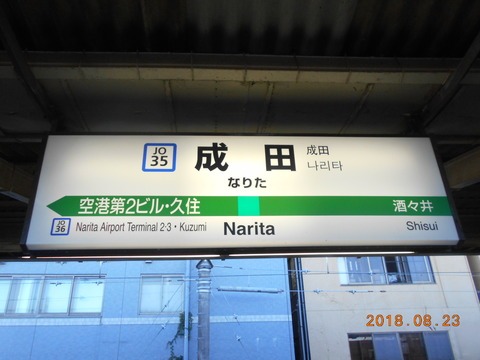 JO
35
成田
成田
나리타
なりた
空港第2ビル・久住
酒々井
JO
36
Narita Airport Terminal 2·3・Kuzumi
Narita
Shisui
2018.08.23